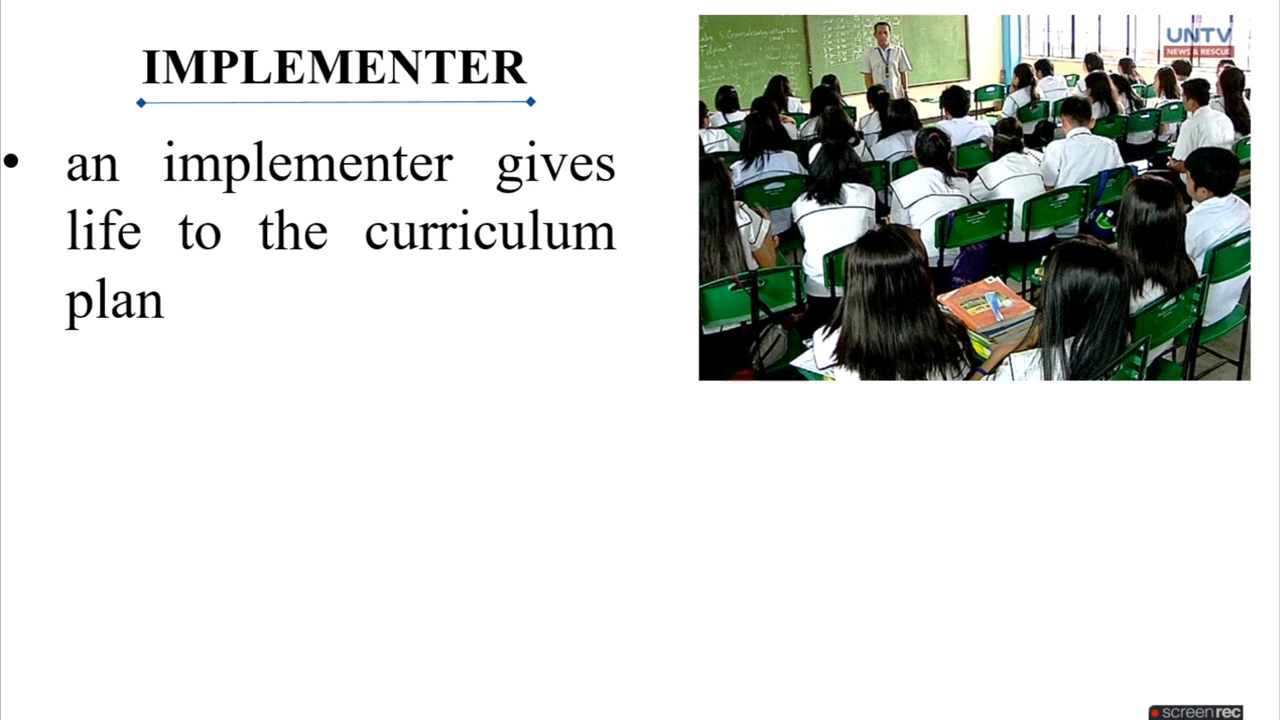 IMPLEMENTER
• an implementer gives
life to the curriculum
plan
UNTV
NEWS & RESCUE
screenrec